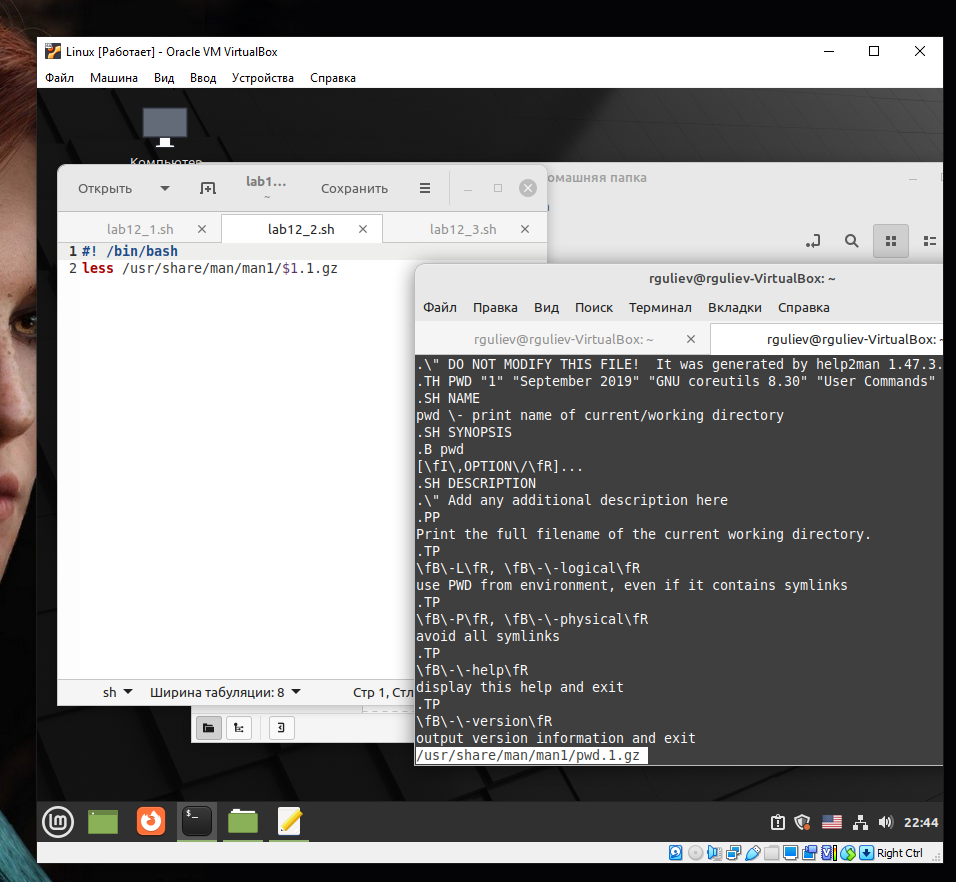 Linux [Работает] - Oracle VM VirtualBox
Файл Машина Вид Ввод Устройства Справка
Компьютер
Открыть lab1... Сохранить
~
lab12_1.sh lab12_2.sh lab12_3.sh
1 #! /bin/bash
2 less /usr/share/man/man1/$1.1.gz
sh Ширина табуляции: 8 Стр 1, Стл
омашняя папка
rguliev@rguliev-VirtualBox: ~
Файл Правка Вид Поиск Терминал Вкладки Справка
rguliev@rguliev-VirtualBox: ~ rguliev@rguliev-VirtualBox: ~
.\" DO NOT MODIFY THIS FILE!  It was generated by help2man 1.47.3.
.TH PWD "1" "September 2019" "GNU coreutils 8.30" "User Commands"
.SH NAME
pwd \- print name of current/working directory
.SH SYNOPSIS
.B pwd
[\fI\,OPTION\/\fR]...
.SH DESCRIPTION
.\" Add any additional description here
.PP
Print the full filename of the current working directory.
.TP
\fB\-L\fR, \fB\-\-logical\fR
use PWD from environment, even if it contains symlinks
.TP
\fB\-P\fR, \fB\-\-physical\fR
avoid all symlinks
.TP
\fB\-\-help\fR
display this help and exit
.TP
\fB\-\-version\fR
output version information and exit
/usr/share/man/man1/pwd.1.gz
22:44
Right Ctrl